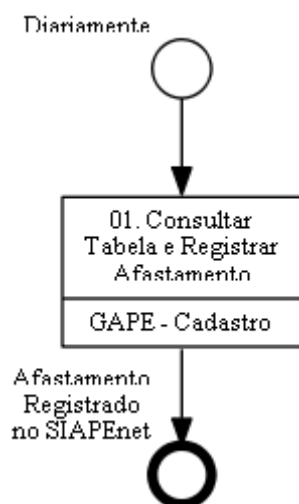 Diariamente
01. Consultar
Tabela e Registrar
Afastamento
GAPE - Cadastro
Afastamento
Registrado
no SIAPEnet